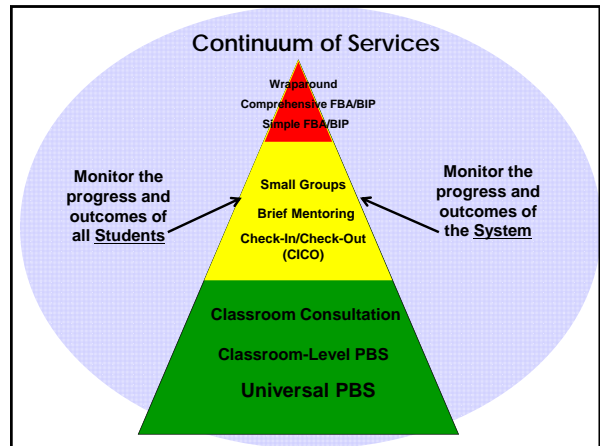 Continuum of Services
Wraparound
Comprehensive FBA/BIP
Simple FBA/BIP
Monitor the
progress and
outcomes of
all Students
Small Groups
Brief Mentoring
Check-In/Check-Out
(CICO)
Monitor the
progress and
outcomes of
the System
Classroom Consultation
Classroom-Level PBS
Universal PBS